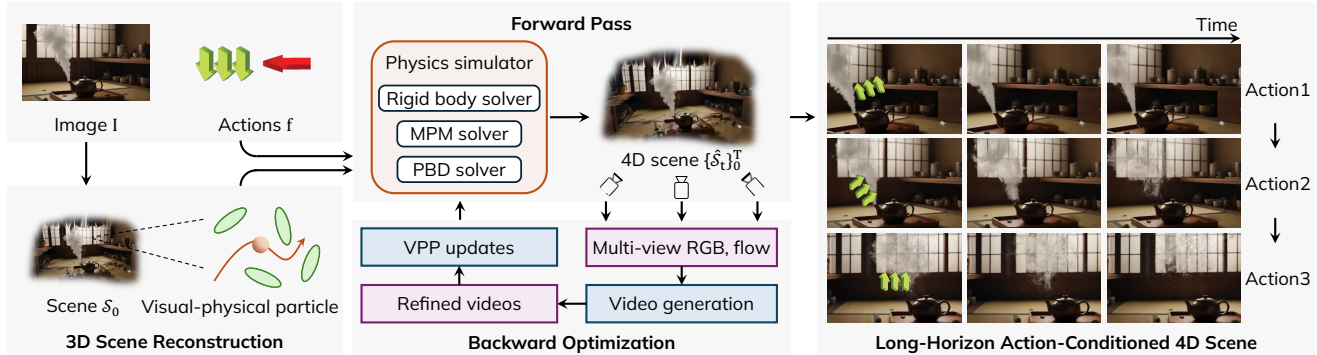 Image I
Actions f
Scene 𝒮₀
Visual-physical particle
3D Scene Reconstruction
Forward Pass
Physics simulator
Rigid body solver
MPM solver
PBD solver
4D scene {𝒮̂ₜ}₀ᵀ
VPP updates
Multi-view RGB, flow
Refined videos
Video generation
Backward Optimization
Time
Action1
Action2
Action3
Long-Horizon Action-Conditioned 4D Scene